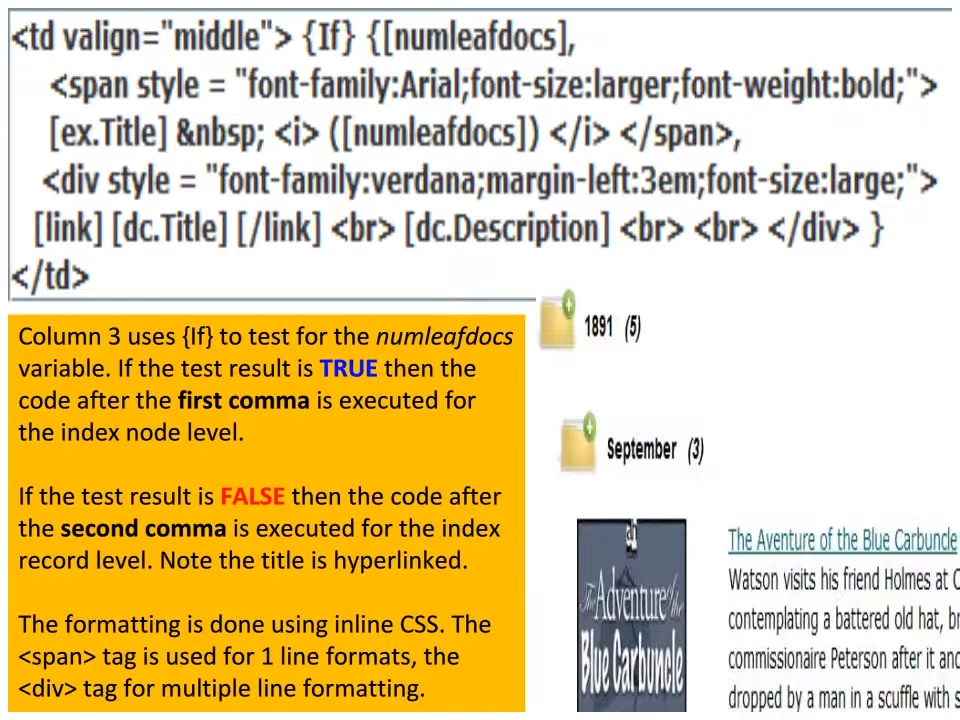 <td valign="middle"> {If} {[numleafdocs],
<span style = "font-family:Arial;font-size:larger;font-weight:bold;">
[ex.Title] &nbsp; <i> ([numleafdocs]) </i> </span>,
<div style = "font-family:verdana;margin-left:3em;font-size:large;">
[link] [dc.Title] [/link] <br> [dc.Description] <br> <br> </div> }
</td>
Column 3 uses {If} to test for the numleafdocs
variable. If the test result is TRUE then the
code after the first comma is executed for
the index node level.
If the test result is FALSE then the code after
the second comma is executed for the index
record level. Note the title is hyperlinked.
The formatting is done using inline CSS. The
<span> tag is used for 1 line formats, the
<div> tag for multiple line formatting.
1891 (5)
September (3)
The Adventure of the
Blue Carbuncle
The Aventure of the Blue Carbuncle
Watson visits his friend Holmes at C
contemplating a battered old hat, br
commissionaire Peterson after it and
dropped by a man in a scuffle with s